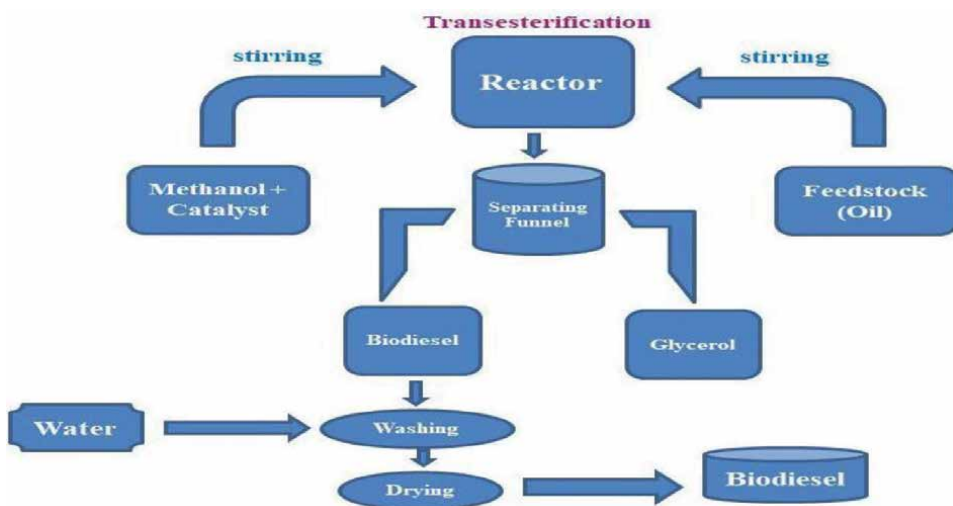 Transesterification
stirring
Reactor
stirring
Methanol +
Catalyst
Separating
Funnel
Feedstock
(Oil)
Biodiesel
Glycerol
Water
Washing
Drying
Biodiesel